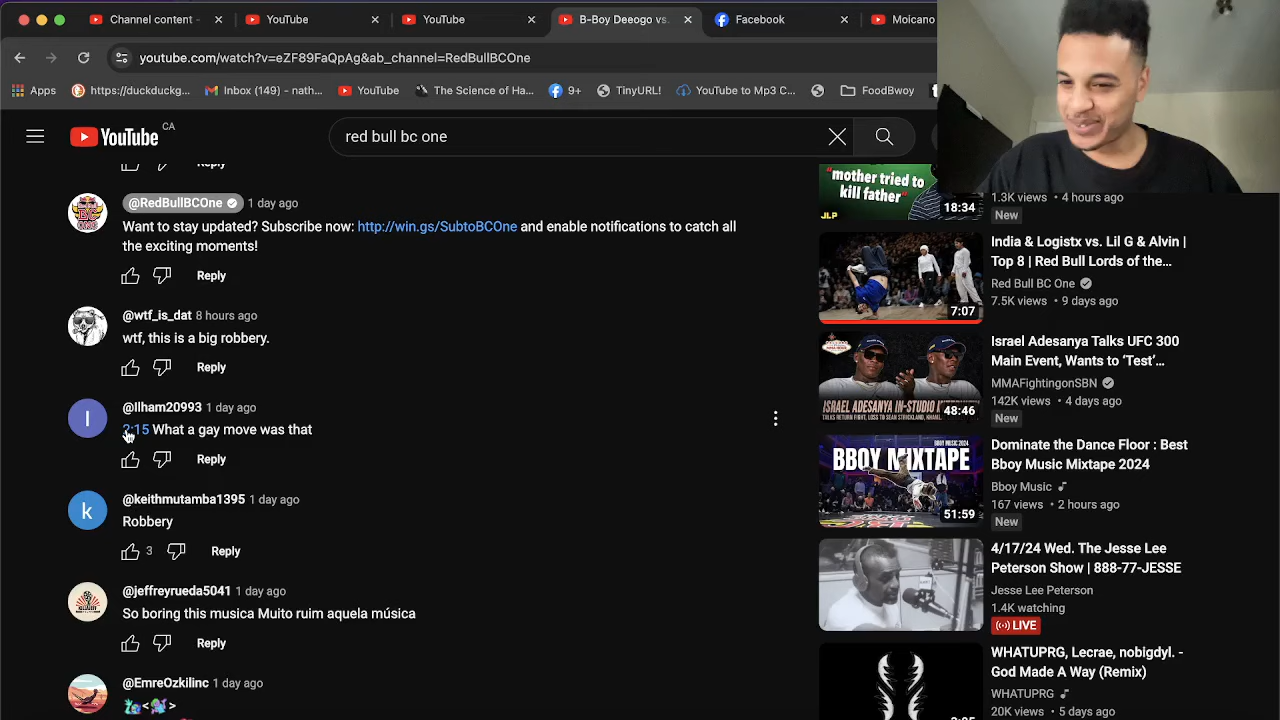 Channel content -
YouTube
YouTube
B-Boy Deeogo vs.
Facebook
Moicano
youtube.com/watch?v=eZF89FaQpAg&ab_channel=RedBullBCOne
Apps
https://duckduckg...
Inbox (149) - nath...
YouTube
The Science of Ha...
9+
TinyURL!
YouTube to Mp3 C...
FoodBwoy
YouTube CA
red bull bc one
Reply
@RedBullBCOne 1 day ago
Want to stay updated? Subscribe now: http://win.gs/SubtoBCOne and enable notifications to catch all
the exciting moments!
Reply
@wtf_is_dat 8 hours ago
wtf, this is a big robbery.
Reply
I
@Ilham20993 1 day ago
2:15 What a gay move was that
Reply
k
@keithmutamba1395 1 day ago
Robbery
3
Reply
@jeffreyrueda5041 1 day ago
So boring this musica Muito ruim aquela música
Reply
@EmreOzkilinc 1 day ago
<
>
"mother tried to
kill father"
JLP
18:34
1.3K views • 4 hours ago
New
7:07
India & Logistx vs. Lil G & Alvin |
Top 8 | Red Bull Lords of the...
Red Bull BC One
7.5K views • 9 days ago
ISRAEL ADESANYA IN-STUDIO
48:46
Israel Adesanya Talks UFC 300
Main Event, Wants to ‘Test’...
MMAFightingonSBN
142K views • 4 days ago
New
BBOY MUSIC 2024
BBOY MIXTAPE
51:59
Dominate the Dance Floor : Best
Bboy Music Mixtape 2024
Bboy Music
167 views • 2 hours ago
New
4/17/24 Wed. The Jesse Lee
Peterson Show | 888-77-JESSE
Jesse Lee Peterson
1.4K watching
LIVE
WHATUPRG, Lecrae, nobigdyl. -
God Made A Way (Remix)
WHATUPRG
20K views • 5 days ago